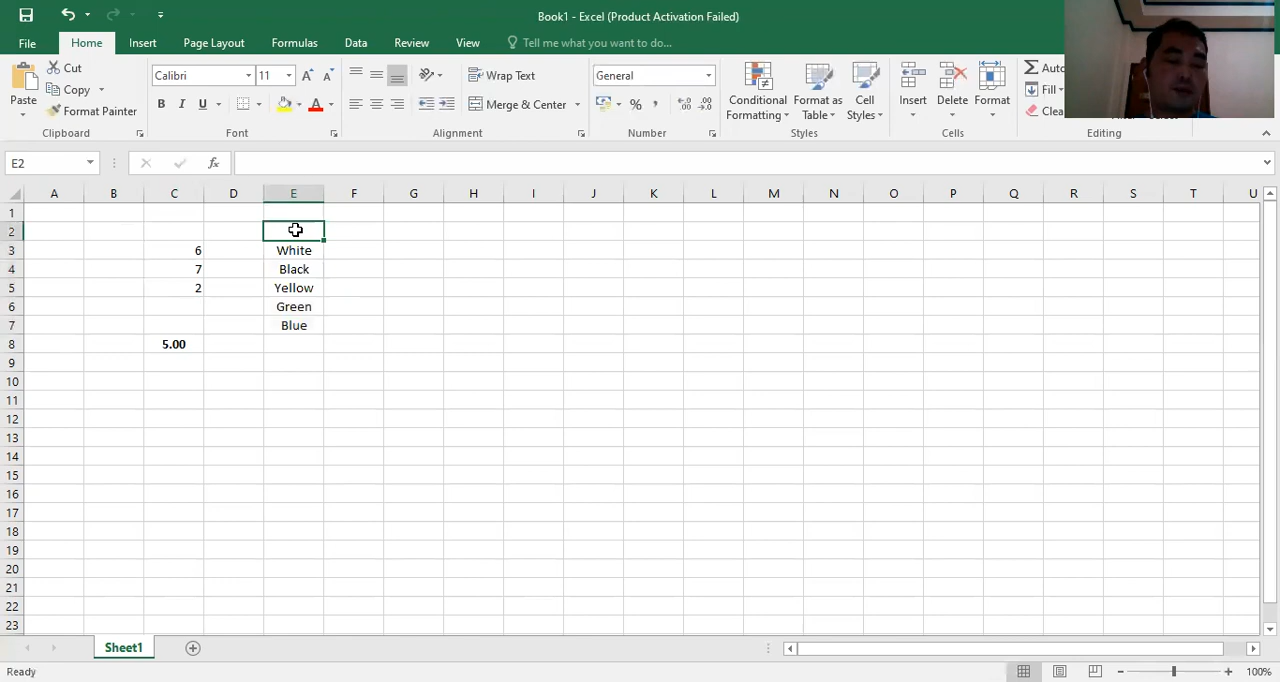 Book1 - Excel (Product Activation Failed)
File Home Insert Page Layout Formulas Data Review View Tell me what you want to do...
Paste
Cut
Copy
Format Painter
Clipboard
Calibri 11 A A
B I U A
Font
Wrap Text
Merge & Center
Alignment
General
% ,
Number
Conditional Formatting
Format as Table
Cell Styles
Styles
Insert Delete Format
Cells
Auto
Fill
Clea
Editing
E2 fx
A B C D E F G H I J K L M N O P Q R S T U
1
2
3 6 White
4 7 Black
5 2 Yellow
6 Green
7 Blue
8 5.00
9
10
11
12
13
14
15
16
17
18
19
20
21
22
23
Sheet1
Ready 100%